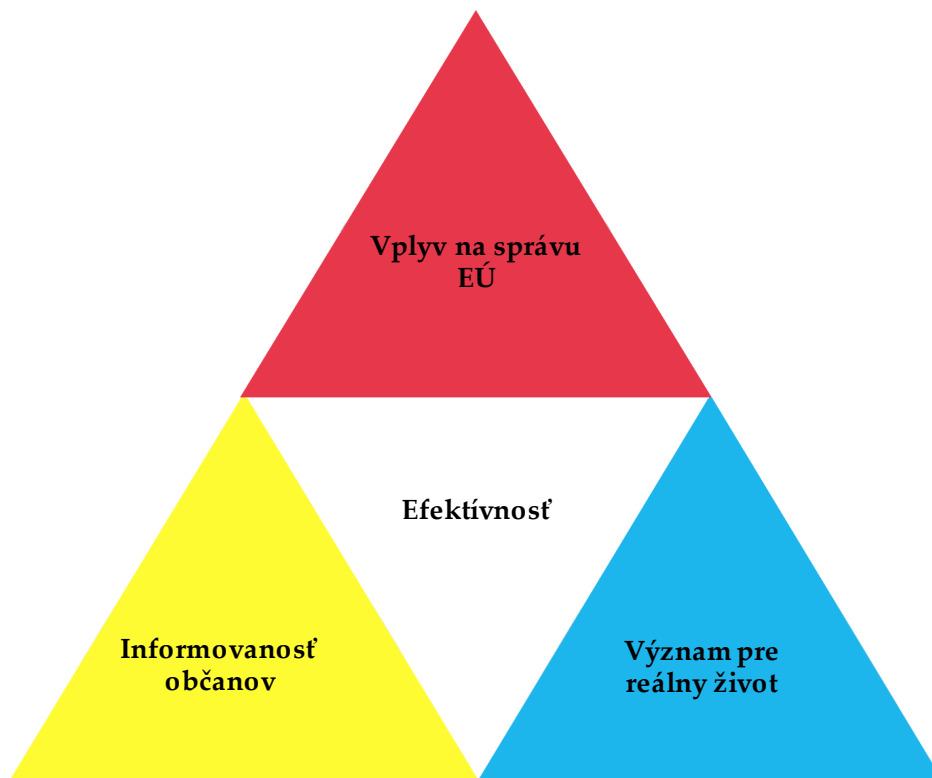 Vplyv na správu
EÚ
Efektívnosť
Informovanosť
občanov
Význam pre
reálny život